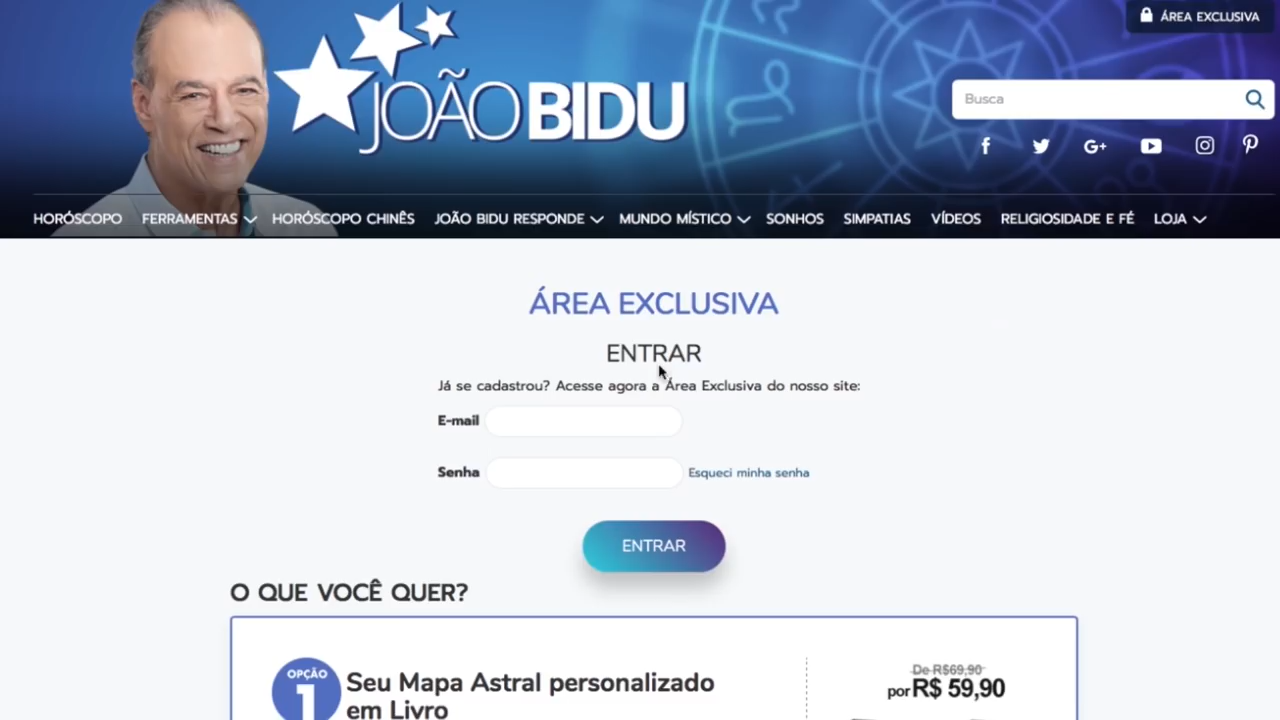 ÁREA EXCLUSIVA
JOÃO BIDU
Busca
HORÓSCOPO FERRAMENTAS HORÓSCOPO CHINÊS JOÃO BIDU RESPONDE MUNDO MÍSTICO SONHOS SIMPATIAS VÍDEOS RELIGIOSIDADE E FÉ LOJA
ÁREA EXCLUSIVA
ENTRAR
Já se cadastrou? Acesse agora a Área Exclusiva do nosso site:
E-mail
Senha Esqueci minha senha
ENTRAR
O QUE VOCÊ QUER?
OPÇÃO
1
Seu Mapa Astral personalizado
em Livro
De R$69,90
por R$ 59,90